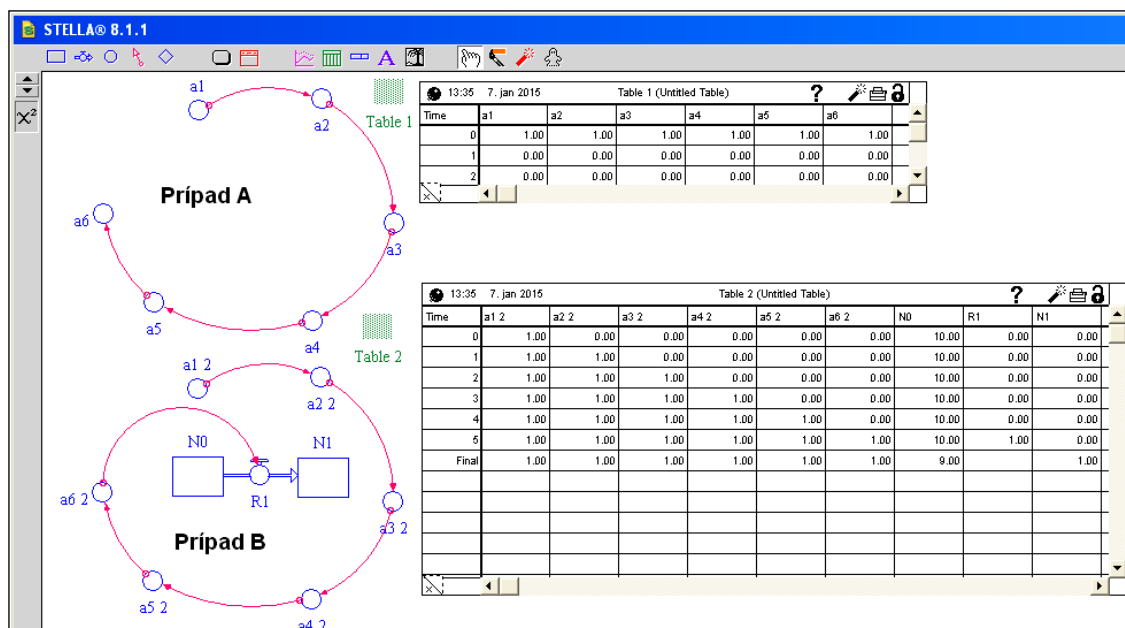 STELLA® 8.1.1
A
χ²
a1
a2
Table 1
Prípad A
a6
a3
a5
a4
Table 2
13:35 7. jan 2015 Table 1 (Untitled Table) ?
Time a1 a2 a3 a4 a5 a6
0 1.00 1.00 1.00 1.00 1.00 1.00
1 0.00 0.00 0.00 0.00 0.00 0.00
2 0.00 0.00 0.00 0.00 0.00 0.00
a1 2
a2 2
N0 N1
R1
a6 2
a3 2
Prípad B
a5 2
a4 2
13:35 7. jan 2015 Table 2 (Untitled Table) ?
Time a1 2 a2 2 a3 2 a4 2 a5 2 a6 2 N0 R1 N1
0 1.00 0.00 0.00 0.00 0.00 0.00 10.00 0.00 0.00
1 1.00 1.00 0.00 0.00 0.00 0.00 10.00 0.00 0.00
2 1.00 1.00 1.00 0.00 0.00 0.00 10.00 0.00 0.00
3 1.00 1.00 1.00 1.00 0.00 0.00 10.00 0.00 0.00
4 1.00 1.00 1.00 1.00 1.00 0.00 10.00 0.00 0.00
5 1.00 1.00 1.00 1.00 1.00 1.00 10.00 1.00 0.00
Final 1.00 1.00 1.00 1.00 1.00 1.00 9.00 1.00